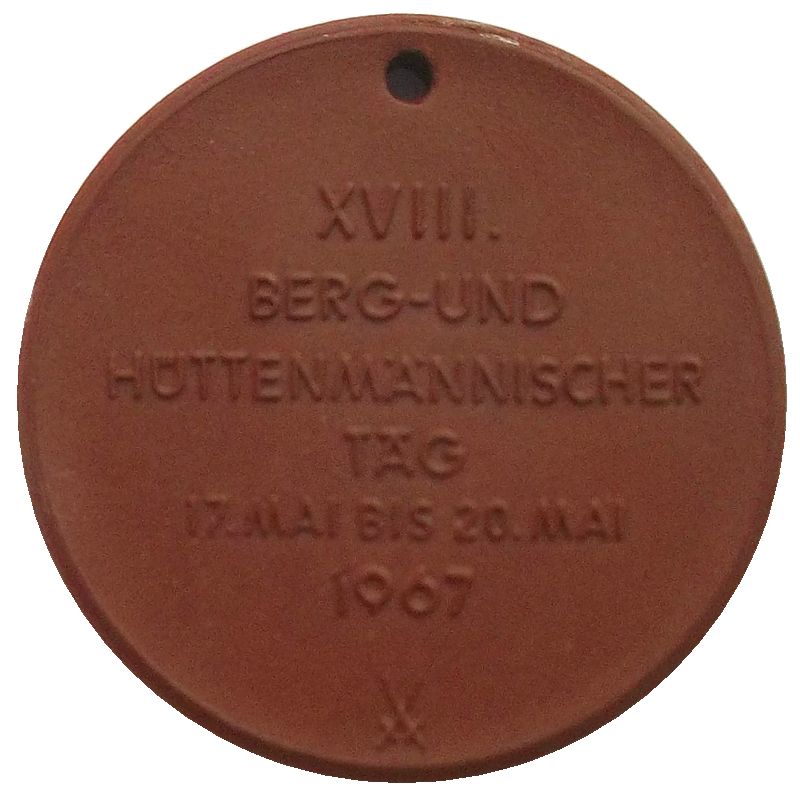 XVIII.
BERG-UND
HÜTTENMÄNNISCHER
TAG
17. MAI BIS 20. MAI
1967